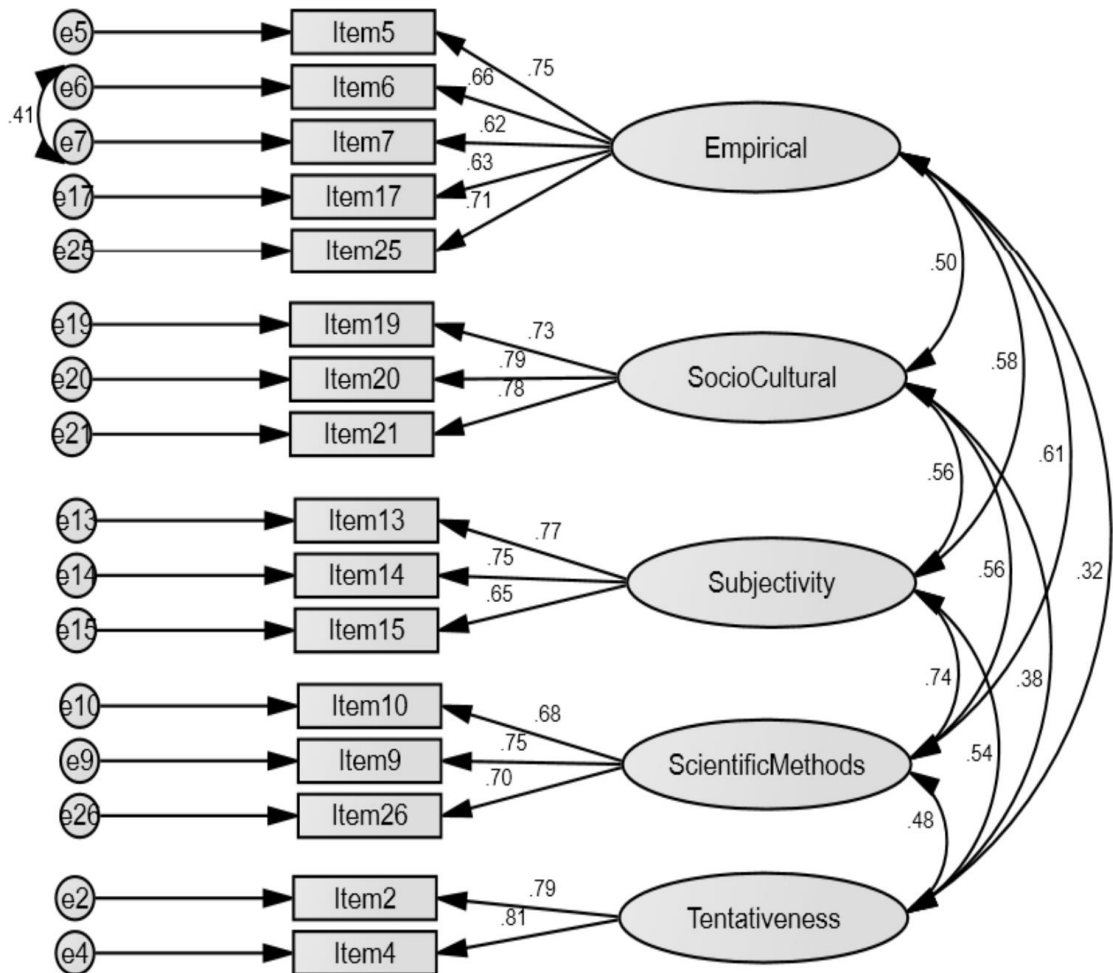 e5 Item5
.75
e6 Item6 .66
.41
.62
e7 Item7 Empirical
.63
e17 Item17
.71
e25 Item25
.50
e19 Item19
.73
.79
.58
e20 Item20 SocioCultural
.78
e21 Item21
.61
.56
e13 Item13
.77
.75
e14 Item14 Subjectivity .56 .32
.65
e15 Item15
.74 .38
e10 Item10
.68
.75
.54
e9 Item9 ScientificMethods
.70
e26 Item26
.48
e2 Item2
.79
.81
Tentativeness
e4 Item4